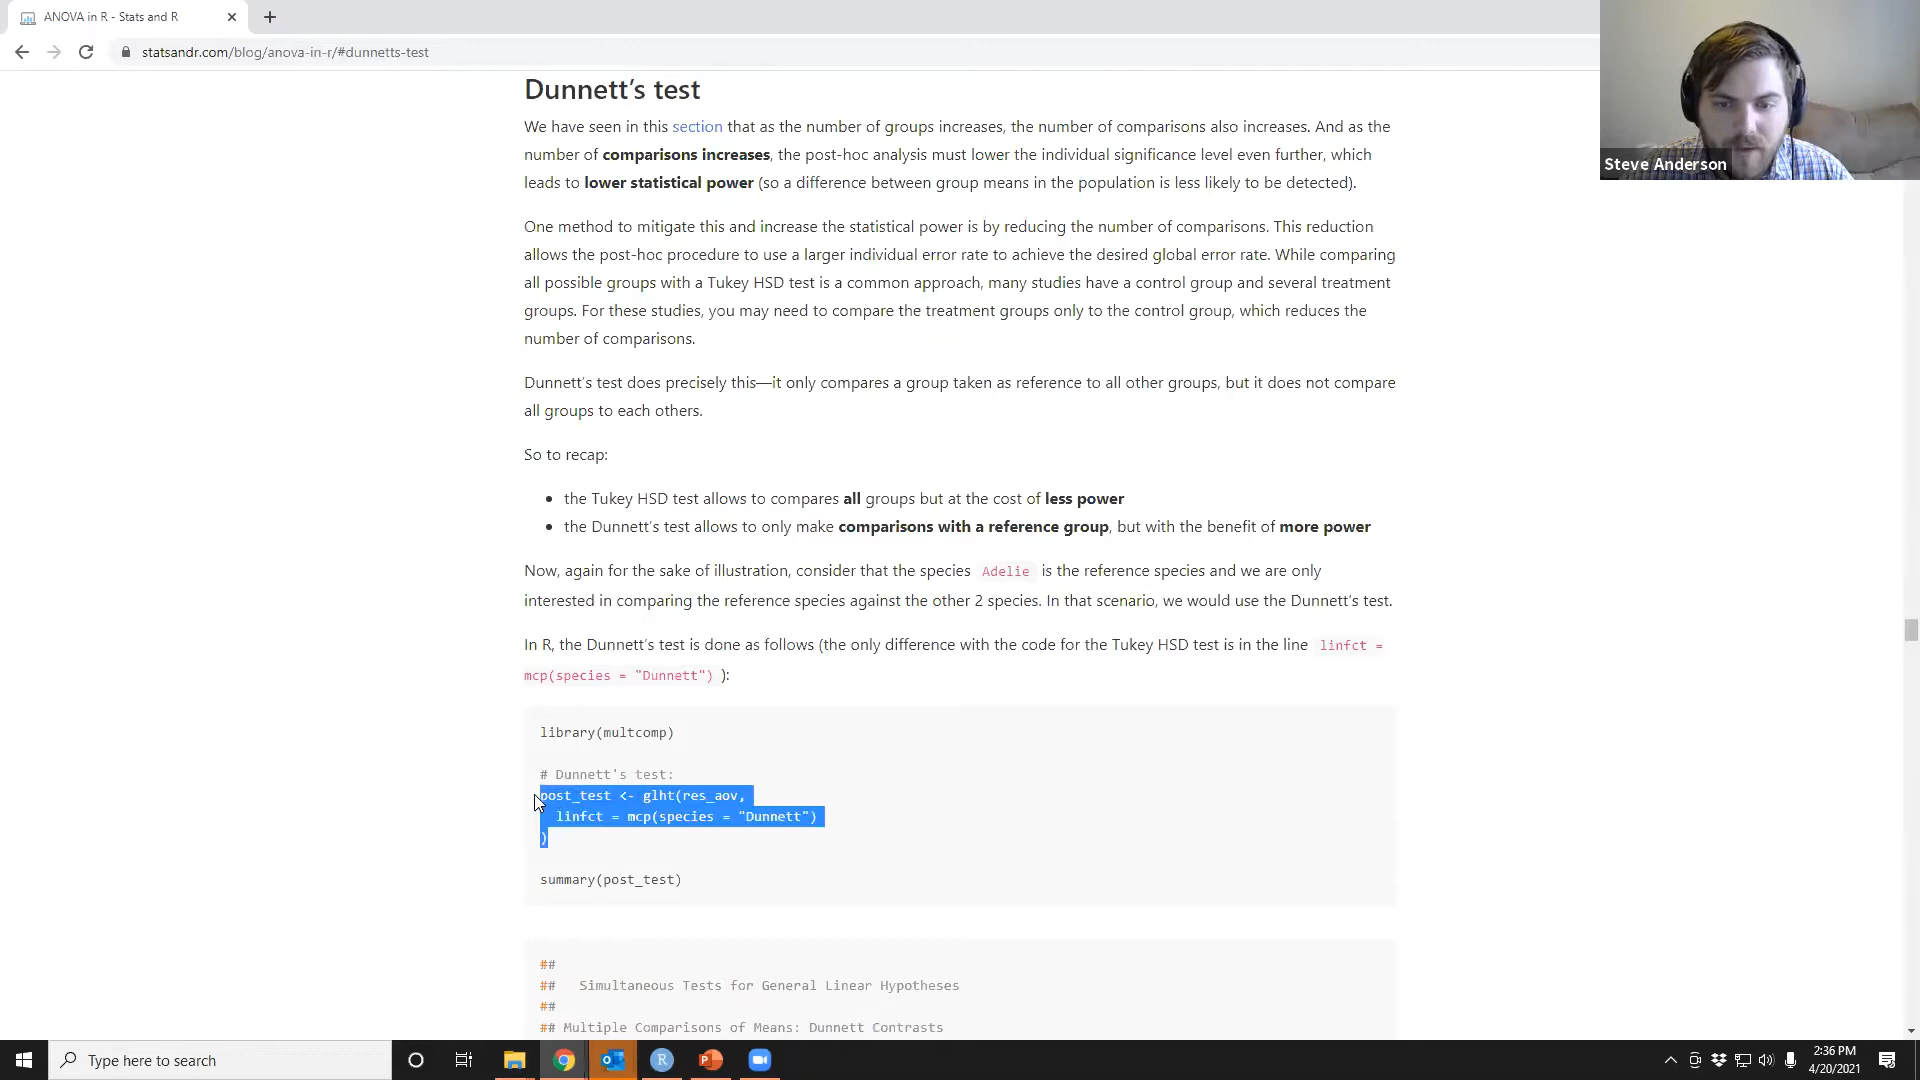 ANOVA in R - Stats and R
statsandr.com/blog/anova-in-r/#dunnetts-test
Steve Anderson
Dunnett’s test
We have seen in this section that as the number of groups increases, the number of comparisons also increases. And as the
number of comparisons increases, the post-hoc analysis must lower the individual significance level even further, which
leads to lower statistical power (so a difference between group means in the population is less likely to be detected).
One method to mitigate this and increase the statistical power is by reducing the number of comparisons. This reduction
allows the post-hoc procedure to use a larger individual error rate to achieve the desired global error rate. While comparing
all possible groups with a Tukey HSD test is a common approach, many studies have a control group and several treatment
groups. For these studies, you may need to compare the treatment groups only to the control group, which reduces the
number of comparisons.
Dunnett’s test does precisely this—it only compares a group taken as reference to all other groups, but it does not compare
all groups to each others.
So to recap:
• the Tukey HSD test allows to compares all groups but at the cost of less power
• the Dunnett’s test allows to only make comparisons with a reference group, but with the benefit of more power
Now, again for the sake of illustration, consider that the species Adelie is the reference species and we are only
interested in comparing the reference species against the other 2 species. In that scenario, we would use the Dunnett’s test.
In R, the Dunnett’s test is done as follows (the only difference with the code for the Tukey HSD test is in the line linfct =
mcp(species = "Dunnett") ):
library(multcomp)
# Dunnett's test:
post_test <- glht(res_aov,
linfct = mcp(species = "Dunnett")
)
summary(post_test)
##
## Simultaneous Tests for General Linear Hypotheses
##
## Multiple Comparisons of Means: Dunnett Contrasts
Type here to search
2:36 PM
4/20/2021